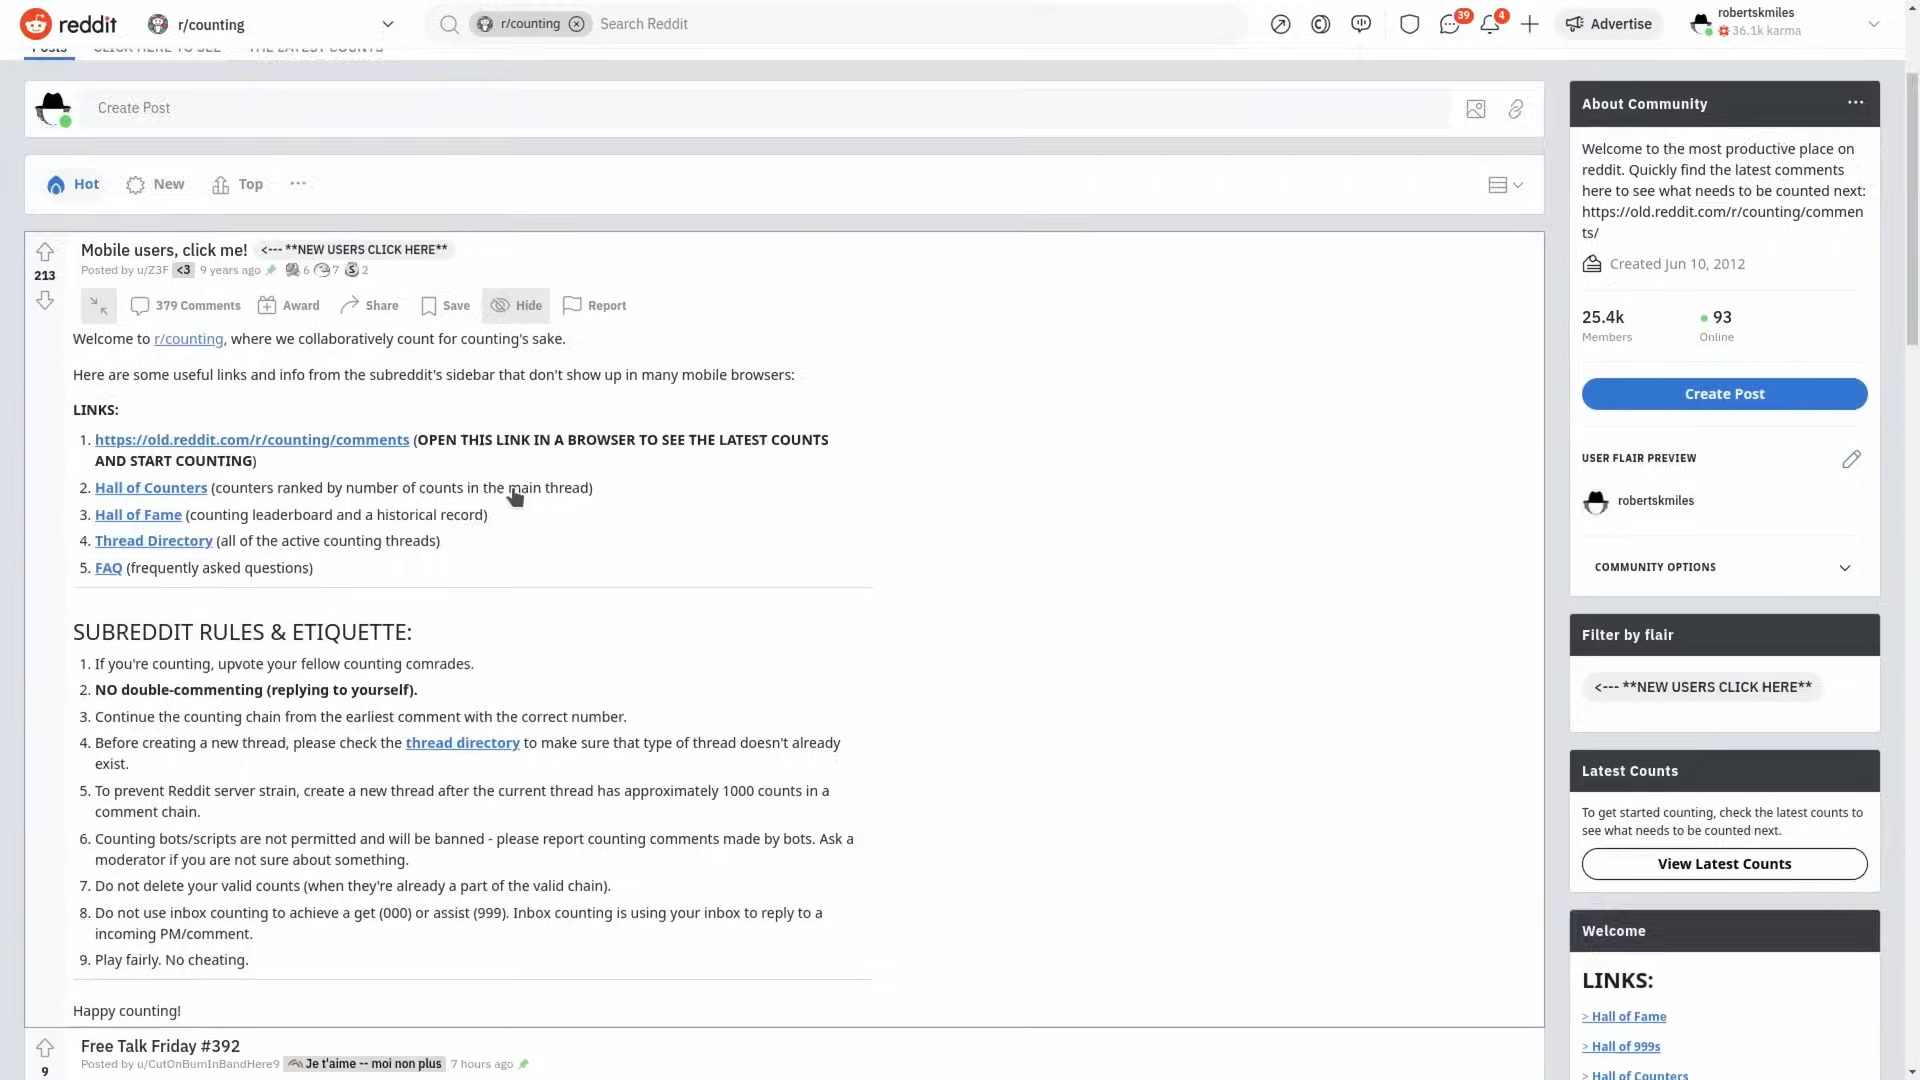 reddit
r/counting
r/counting
Search Reddit
39
4
Advertise
robertskmiles
36.1k karma
Posts
CLICK HERE TO SEE
THE LATEST COUNTS
Create Post
Hot
New
Top
213
Mobile users, click me!
<--- **NEW USERS CLICK HERE**
Posted by u/Z3F <3 9 years ago
6
7
S 2
379 Comments
Award
Share
Save
Hide
Report
Welcome to r/counting, where we collaboratively count for counting's sake.
Here are some useful links and info from the subreddit's sidebar that don't show up in many mobile browsers:
LINKS:
1. https://old.reddit.com/r/counting/comments (OPEN THIS LINK IN A BROWSER TO SEE THE LATEST COUNTS
AND START COUNTING)
2. Hall of Counters (counters ranked by number of counts in the main thread)
3. Hall of Fame (counting leaderboard and a historical record)
4. Thread Directory (all of the active counting threads)
5. FAQ (frequently asked questions)
SUBREDDIT RULES & ETIQUETTE:
1. If you're counting, upvote your fellow counting comrades.
2. NO double-commenting (replying to yourself).
3. Continue the counting chain from the earliest comment with the correct number.
4. Before creating a new thread, please check the thread directory to make sure that type of thread doesn't already
exist.
5. To prevent Reddit server strain, create a new thread after the current thread has approximately 1000 counts in a
comment chain.
6. Counting bots/scripts are not permitted and will be banned - please report counting comments made by bots. Ask a
moderator if you are not sure about something.
7. Do not delete your valid counts (when they're already a part of the valid chain).
8. Do not use inbox counting to achieve a get (000) or assist (999). Inbox counting is using your inbox to reply to a
incoming PM/comment.
9. Play fairly. No cheating.
Happy counting!
Free Talk Friday #392
Posted by u/CutOnBumInBandHere9 Je t'aime -- moi non plus 7 hours ago
9
About Community
Welcome to the most productive place on
reddit. Quickly find the latest comments
here to see what needs to be counted next:
https://old.reddit.com/r/counting/commen
ts/
Created Jun 10, 2012
25.4k
Members
93
Online
Create Post
USER FLAIR PREVIEW
robertskmiles
COMMUNITY OPTIONS
Filter by flair
<--- **NEW USERS CLICK HERE**
Latest Counts
To get started counting, check the latest counts to
see what needs to be counted next.
View Latest Counts
Welcome
LINKS:
> Hall of Fame
> Hall of 999s
> Hall of Counters